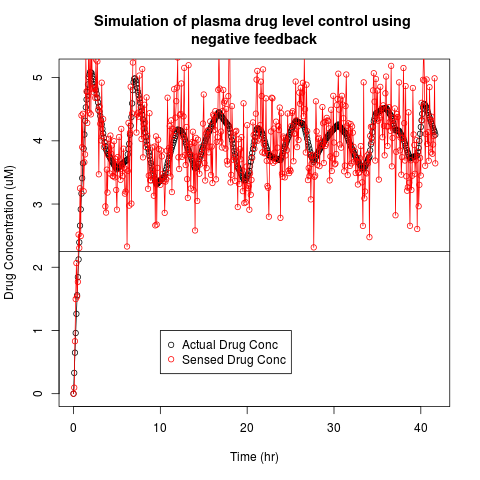 Simulation of plasma drug level control using
negative feedback
Drug Concentration (uM)
5
4
3
2
1
0
Actual Drug Conc
Sensed Drug Conc
0 10 20 30 40
Time (hr)